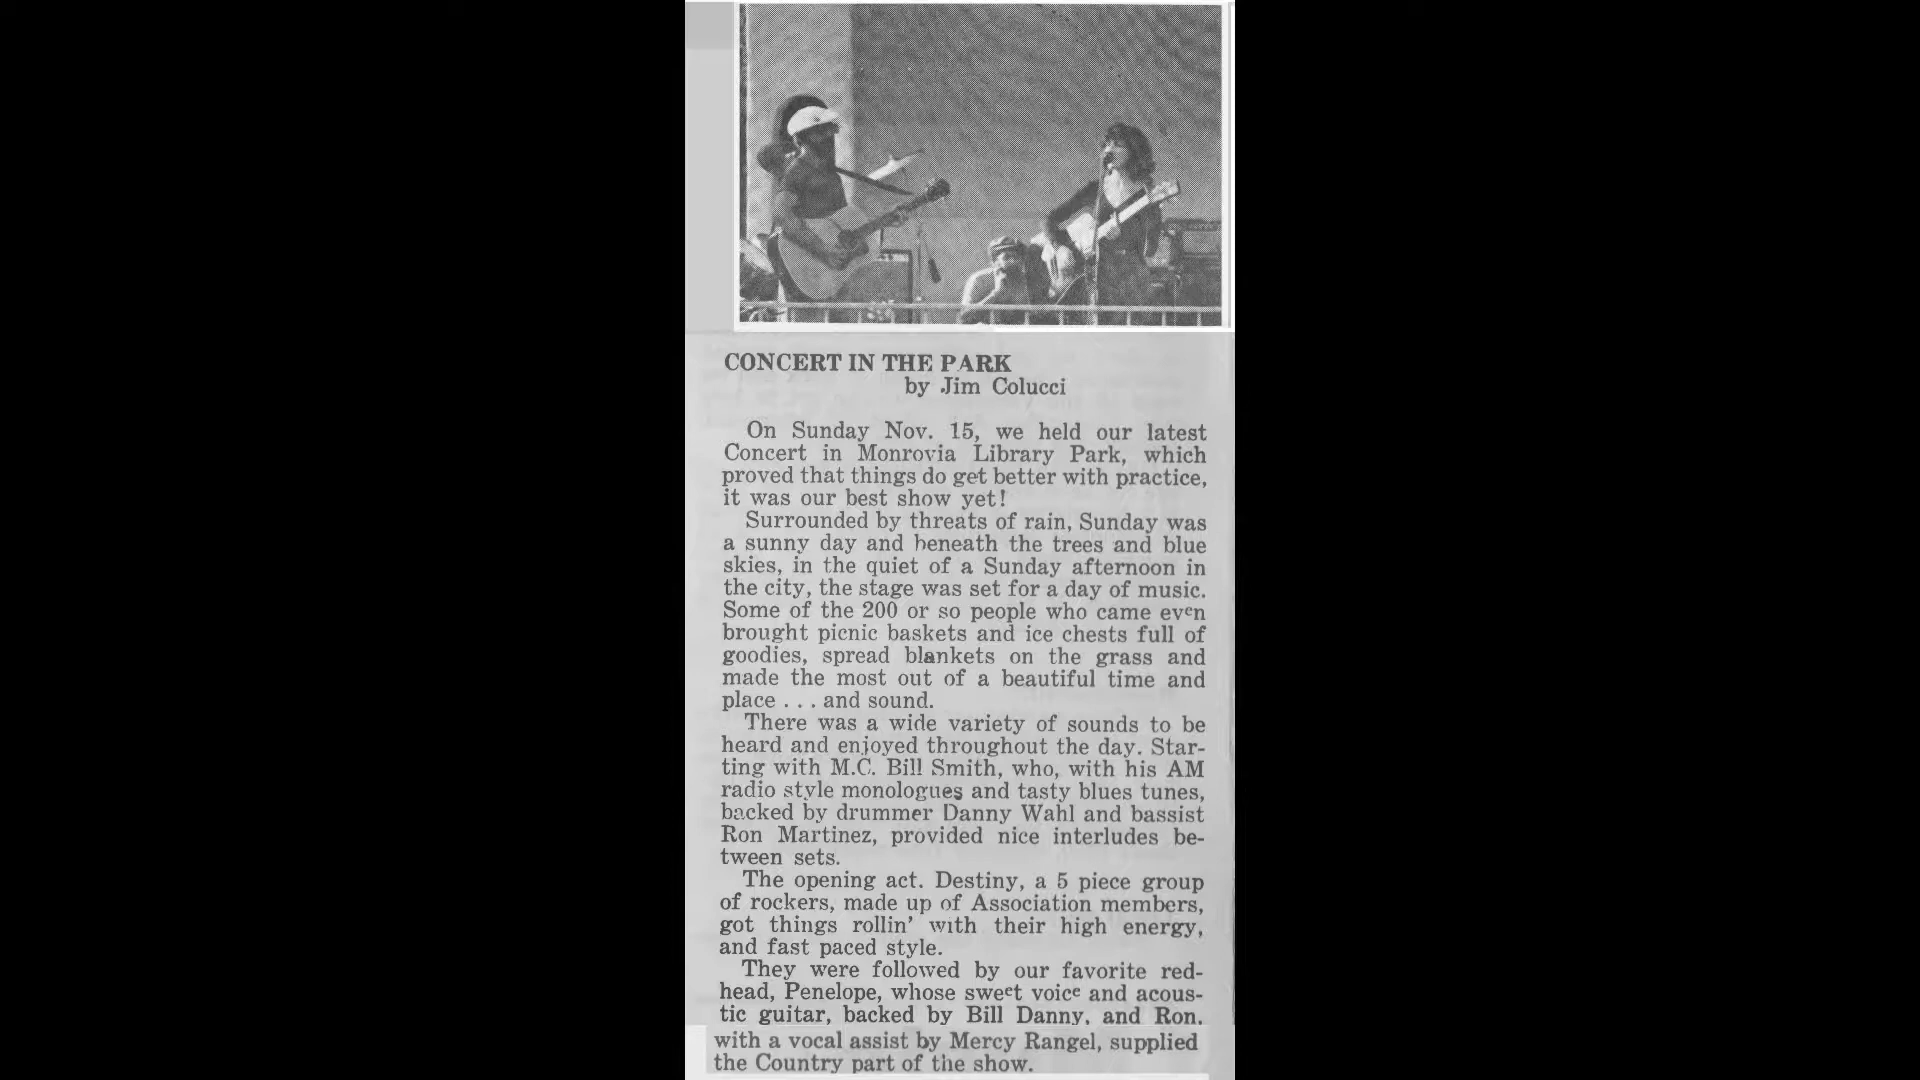 CONCERT IN THE PARK
by Jim Colucci
On Sunday Nov. 15, we held our latest
Concert in Monrovia Library Park, which
proved that things do get better with practice,
it was our best show yet!
Surrounded by threats of rain, Sunday was
a sunny day and beneath the trees and blue
skies, in the quiet of a Sunday afternoon in
the city, the stage was set for a day of music.
Some of the 200 or so people who came even
brought picnic baskets and ice chests full of
goodies, spread blankets on the grass and
made the most out of a beautiful time and
place . . . and sound.
There was a wide variety of sounds to be
heard and enjoyed throughout the day. Star-
ting with M.C. Bill Smith, who, with his AM
radio style monologues and tasty blues tunes,
backed by drummer Danny Wahl and bassist
Ron Martinez, provided nice interludes be-
tween sets.
The opening act. Destiny, a 5 piece group
of rockers, made up of Association members,
got things rollin' with their high energy,
and fast paced style.
They were followed by our favorite red-
head, Penelope, whose sweet voice and acous-
tic guitar, backed by Bill Danny, and Ron,
with a vocal assist by Mercy Rangel, supplied
the Country part of the show.